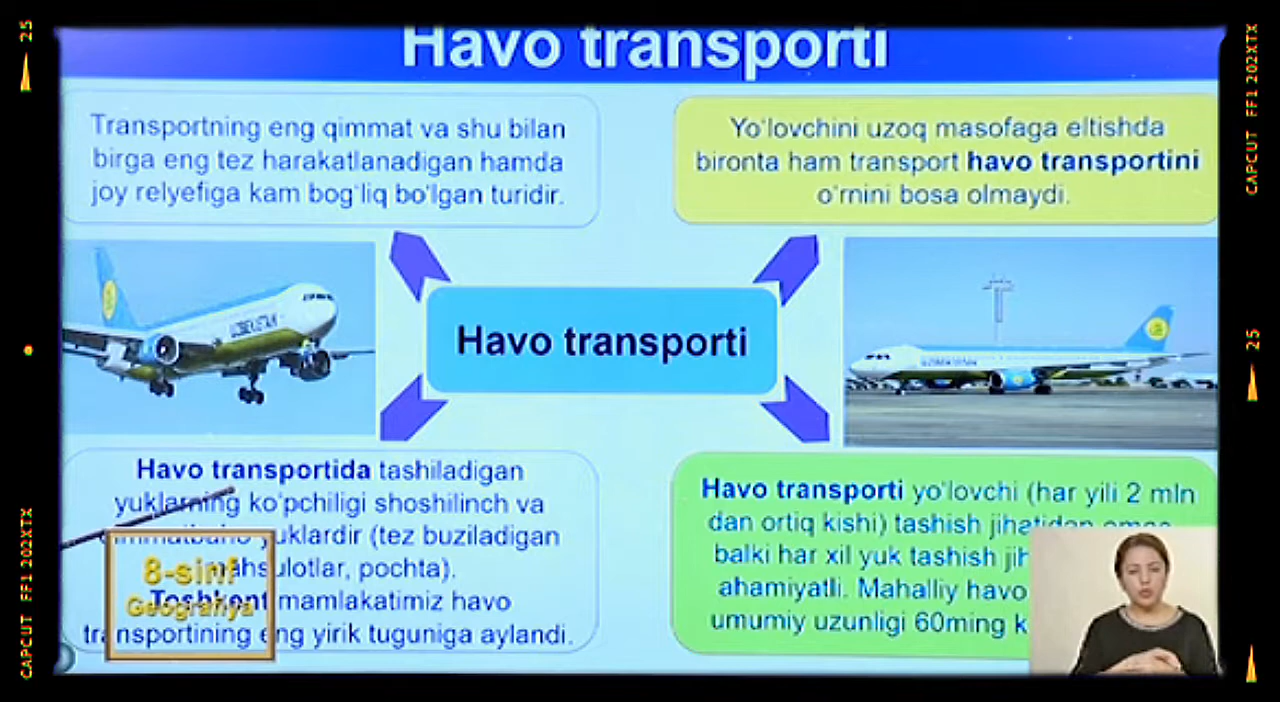 Havo transporti
Transportning eng qimmat va shu bilan
birga eng tez harakatlanadigan hamda
joy relyefiga kam bog‘liq bo‘lgan turidir.
Yo‘lovchini uzoq masofaga eltishda
bironta ham transport havo transportini
o‘rnini bosa olmaydi.
UZBEKISTAN
Havo transporti
UZBEKISTAN
Havo transportida tashiladigan
yuklarning ko‘pchiligi shoshilinch va
yuklardir (tez buziladigan
mahsulotlar, pochta).
Toshkent mamlakatimiz havo
transportining eng yirik tuguniga aylandi.
8-sinf
Geografiya
Havo transporti yo‘lovchi (har yili 2 mln
dan ortiq kishi) tashish jihatidan
balki har xil yuk tashish
ahamiyatli. Mahalliy havo
umumiy uzunligi 60ming
25
CAPCUT FF1 202XTX
CAPCUT FF1 202XTX
25